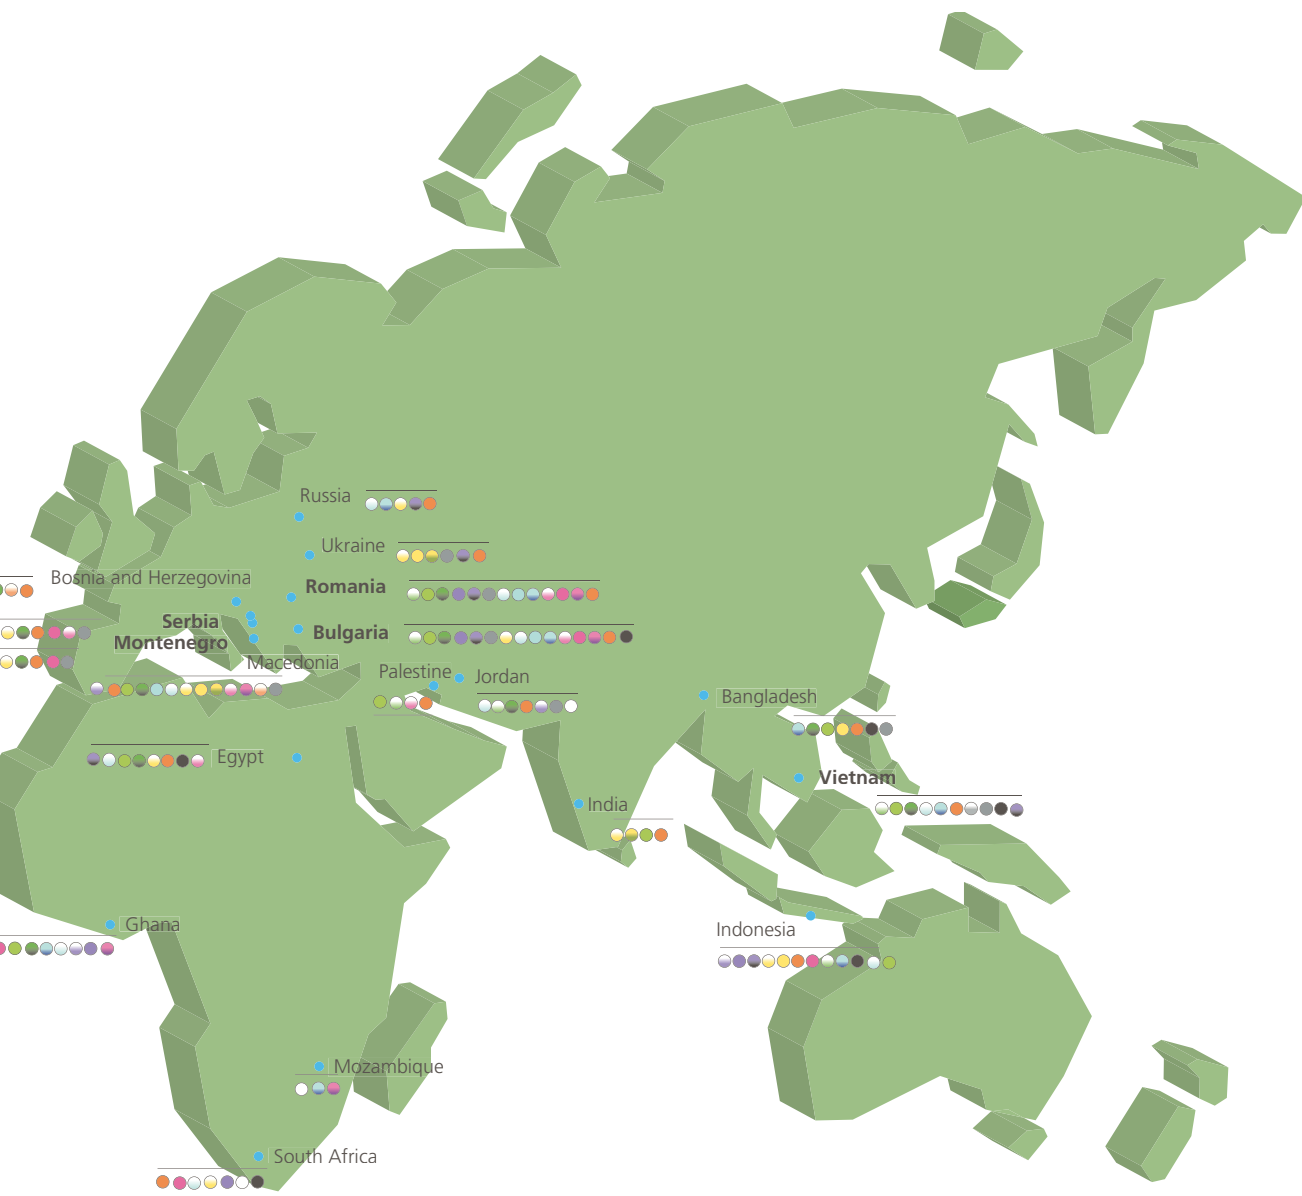 Russia
Ukraine
Bosnia and Herzegovina
Romania
Serbia
Bulgaria
Montenegro
Macedonia
Palestine
Jordan
Bangladesh
Egypt
Vietnam
India
Ghana
Indonesia
Mozambique
South Africa